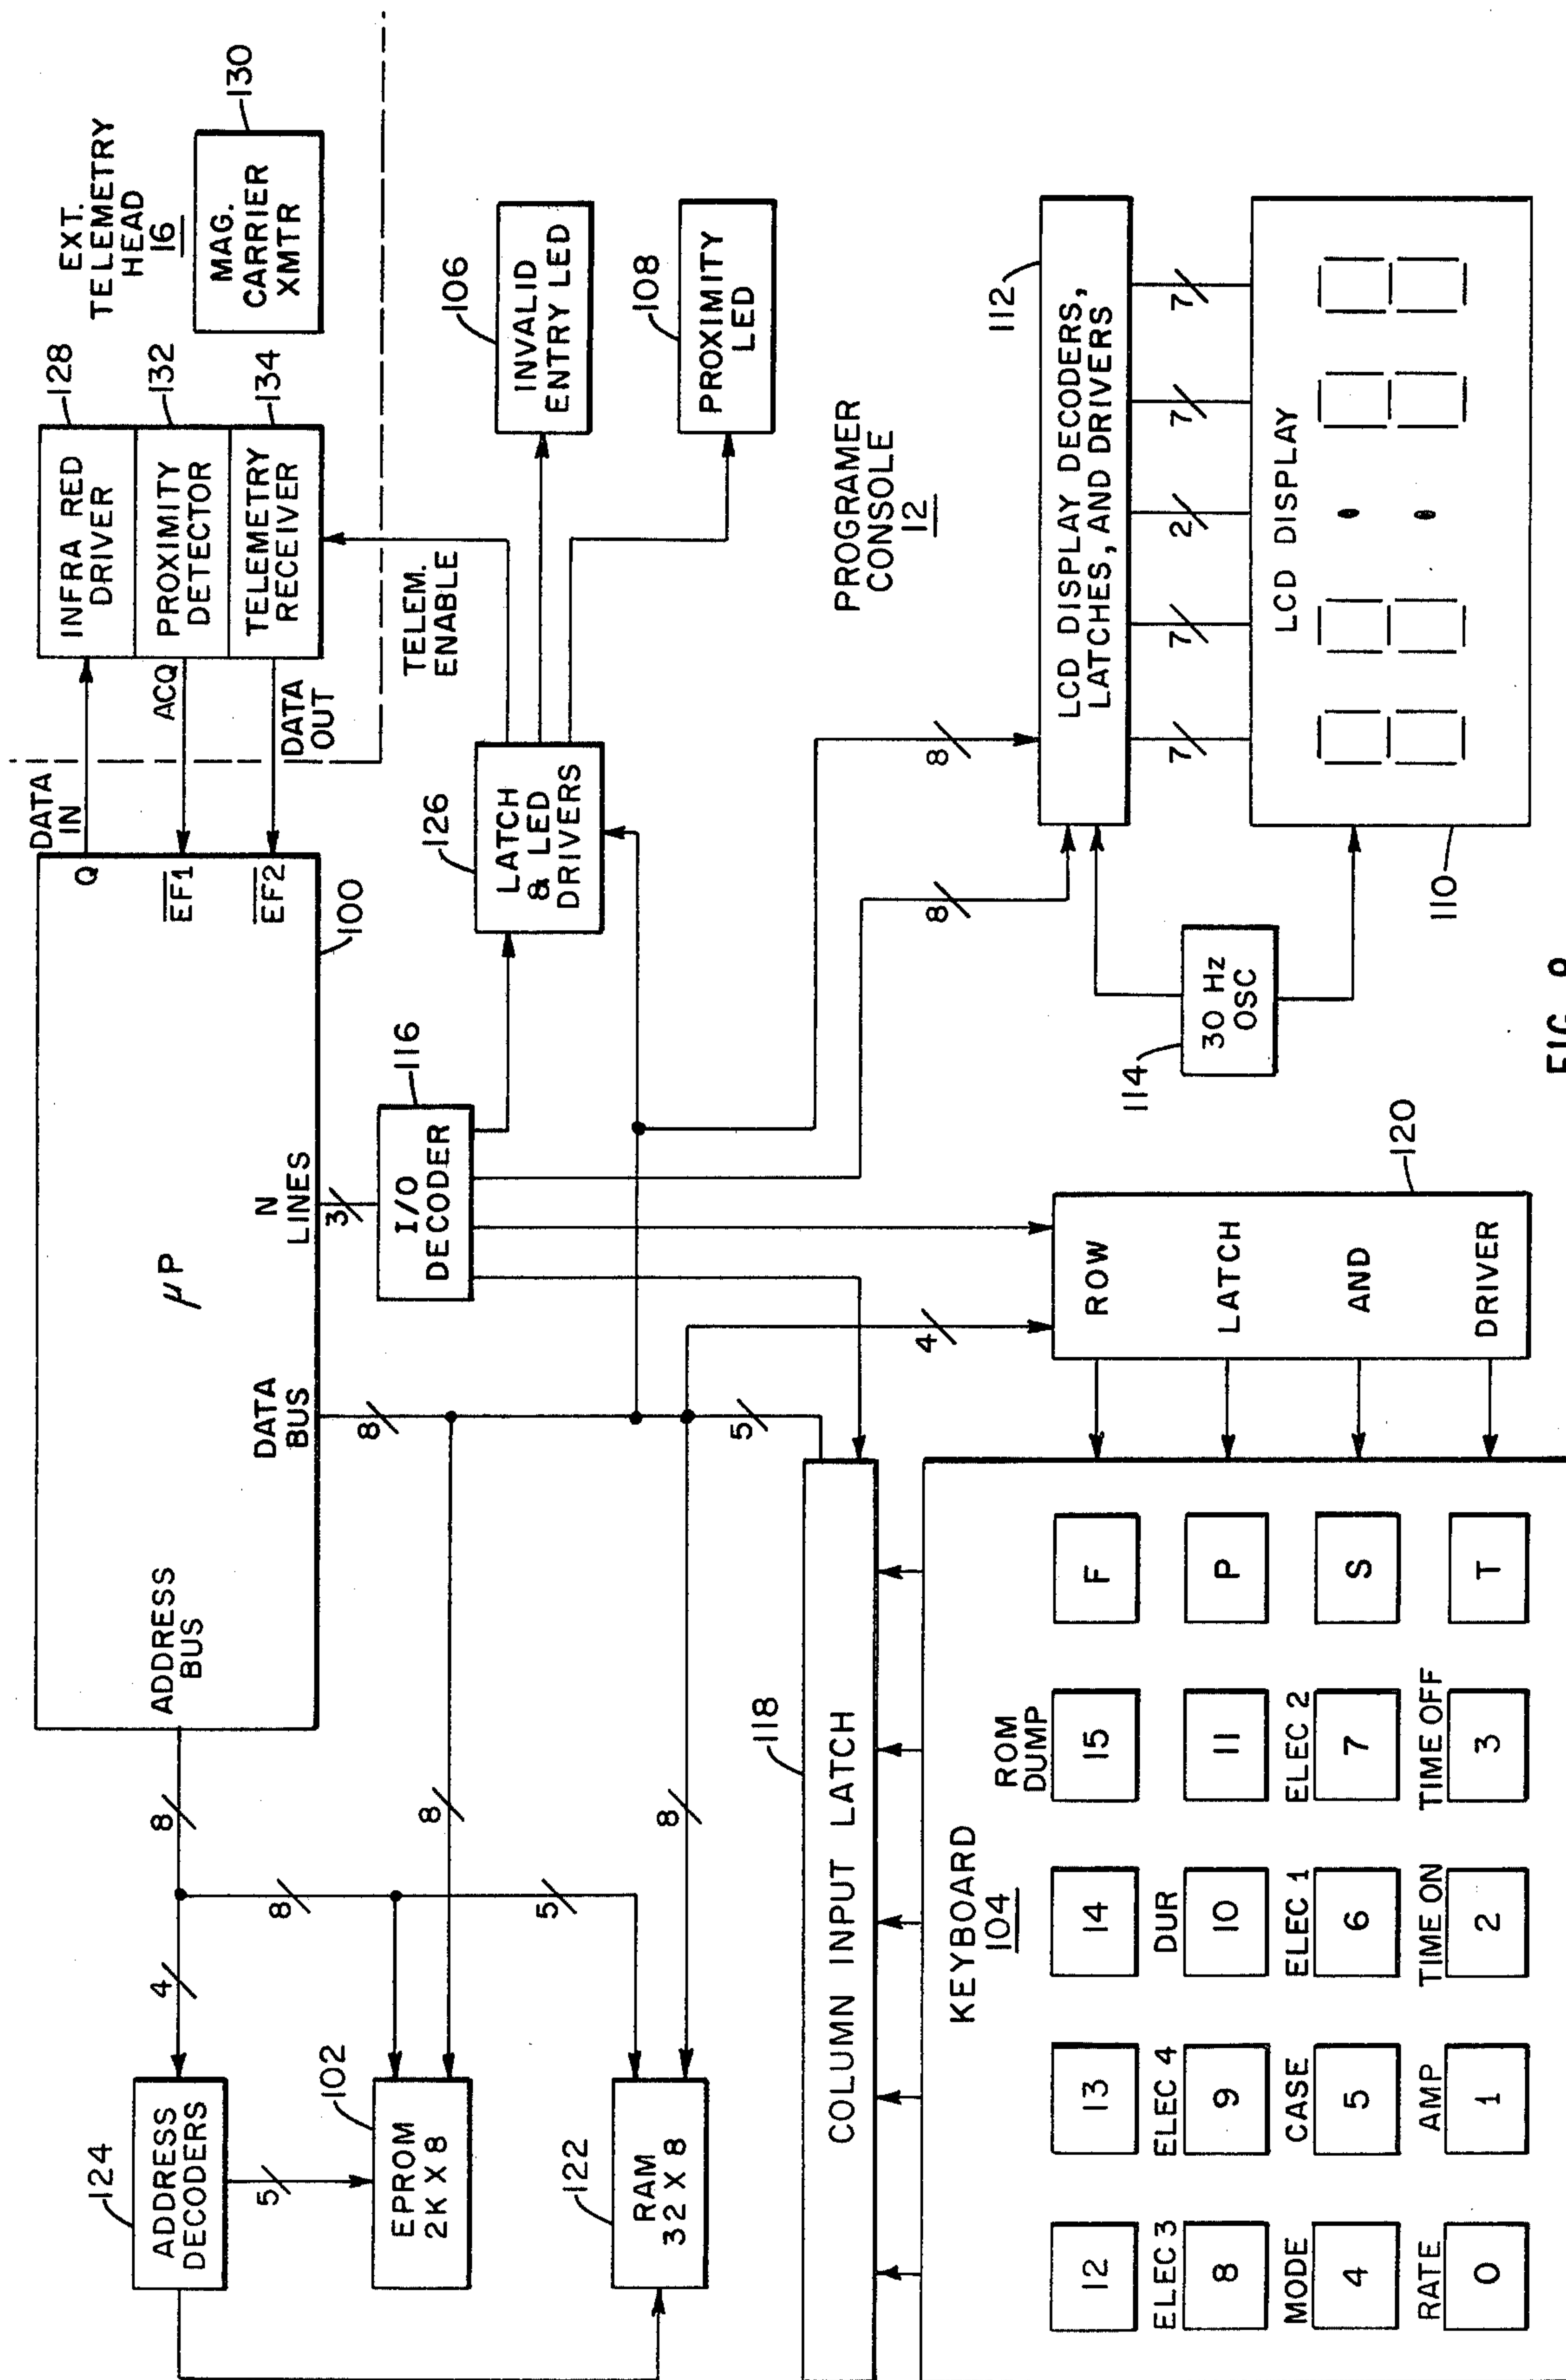 EXT.
TELEMETRY
HEAD
16
130
MAG.
CARRIER
XMTR
128
INFRA RED
DRIVER
132
PROXIMITY
DETECTOR
134
TELEMETRY
RECEIVER
DATA
IN
ACQ
DATA
OUT
TELEM.
ENABLE
Q
EF1
EF2
100
μP
ADDRESS
BUS
DATA
BUS
N
LINES
3
116
I/O
DECODER
126
LATCH
& LED
DRIVERS
106
INVALID
ENTRY LED
108
PROXIMITY
LED
PROGRAMER
CONSOLE
12
8
4
8
5
8
8
8
5
4
8
8
124
ADDRESS
DECODERS
5
102
EPROM
2K X 8
122
RAM
32 X 8
118
COLUMN INPUT LATCH
120
ROW
LATCH
AND
DRIVER
114
30 Hz
OSC
112
LCD DISPLAY DECODERS,
LATCHES, AND DRIVERS
7
7
2
7
7
LCD DISPLAY
110
KEYBOARD
104
ROM
DUMP
12
13
14
15
F
ELEC 3
ELEC 4
DUR
8
9
10
11
P
MODE
CASE
ELEC 1
ELEC 2
4
5
6
7
S
RATE
AMP
TIME ON
TIME OFF
0
1
2
3
T